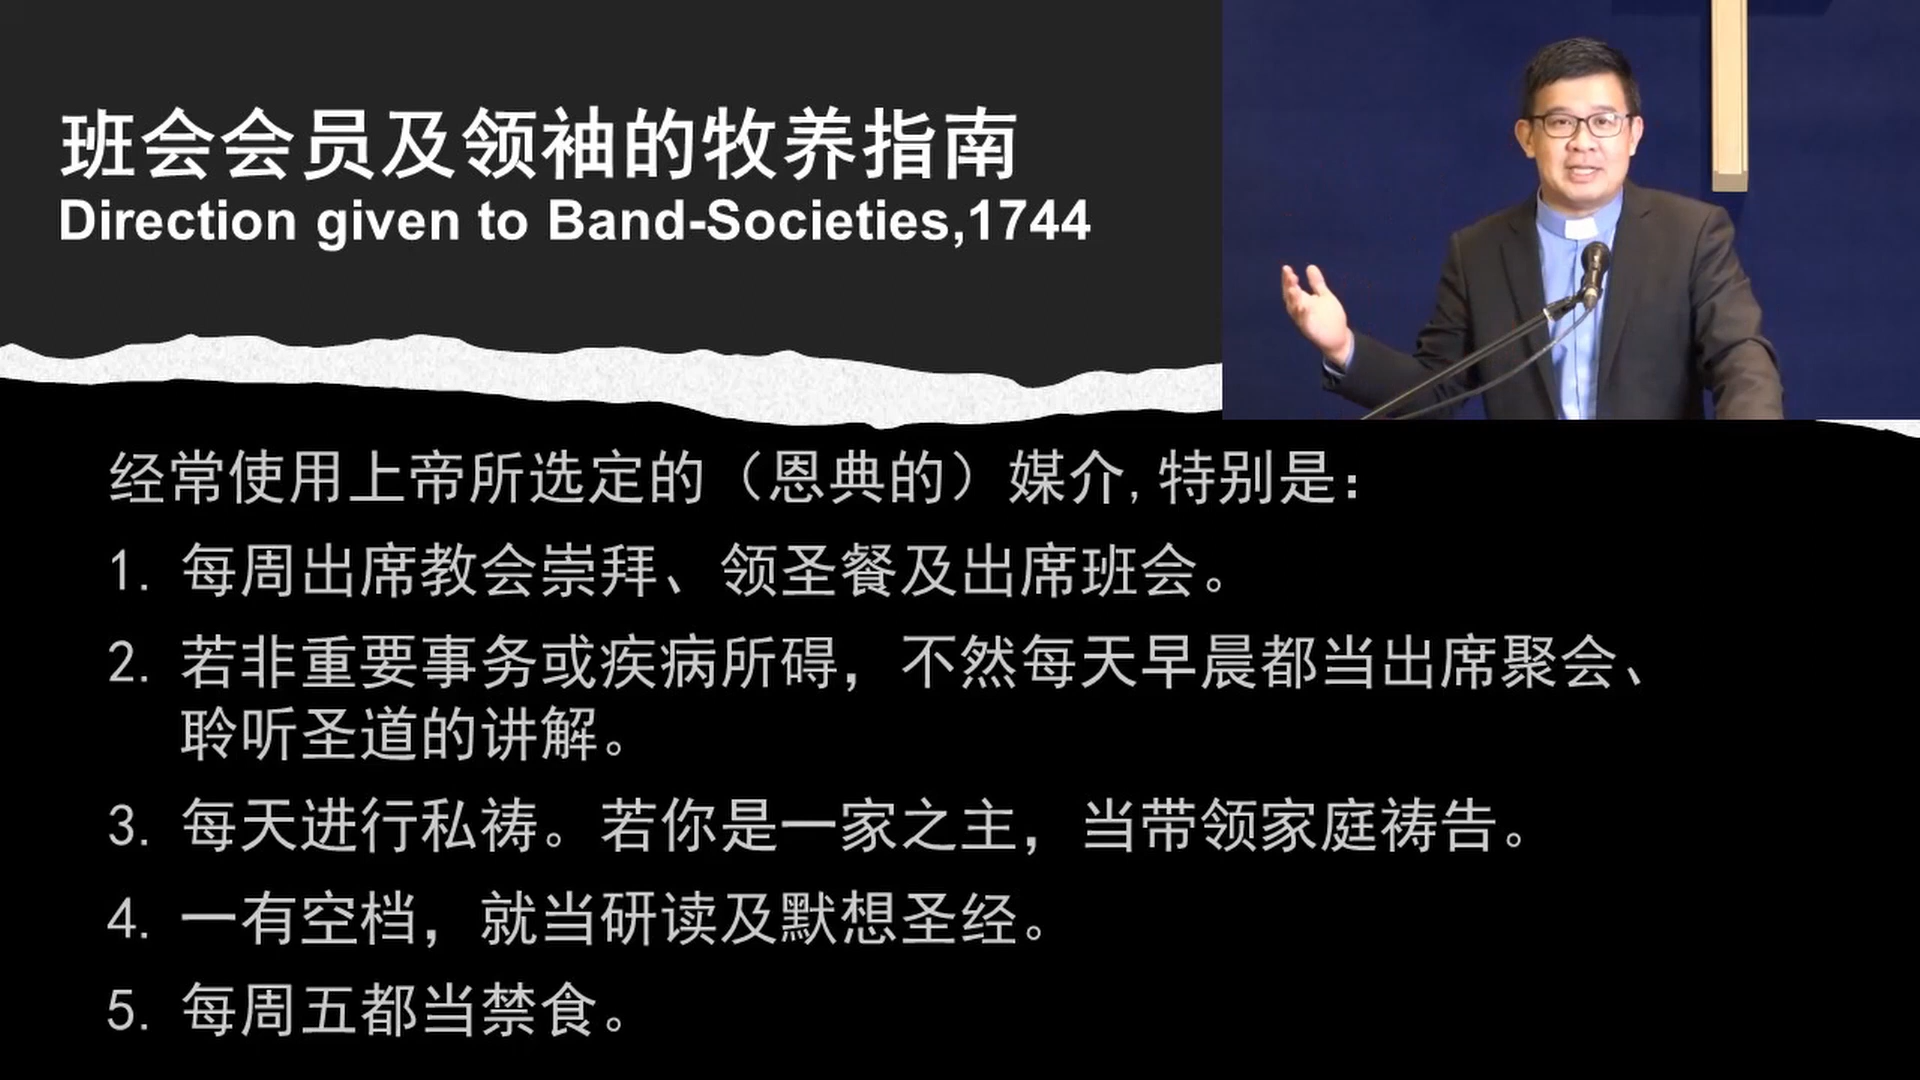 班会会员及领袖的牧养指南
Direction given to Band-Societies,1744
经常使用上帝所选定的（恩典的）媒介,特别是：
1. 每周出席教会崇拜、领圣餐及出席班会。
2. 若非重要事务或疾病所碍，不然每天早晨都当出席聚会、
聆听圣道的讲解。
3. 每天进行私祷。若你是一家之主，当带领家庭祷告。
4. 一有空档，就当研读及默想圣经。
5. 每周五都当禁食。